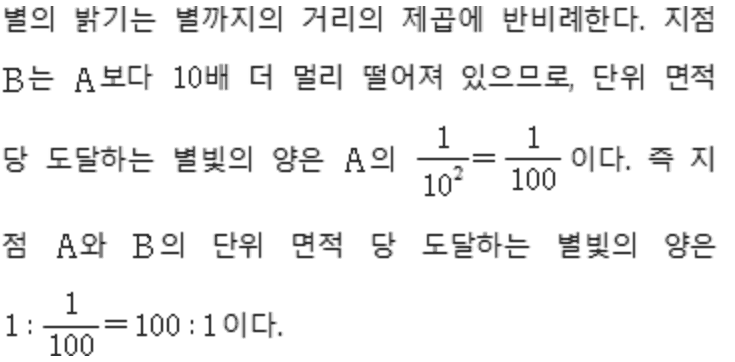 별의 밝기는 별까지의 거리의 제곱에 반비례한다. 지점
B는 A보다 10배 더 멀리 떨어져 있으므로, 단위 면적
당 도달하는 별빛의 양은 A의 1/10² = 1/100 이다. 즉 지
점 A와 B의 단위 면적 당 도달하는 별빛의 양은
1 : 1/100 = 100 : 1이다.